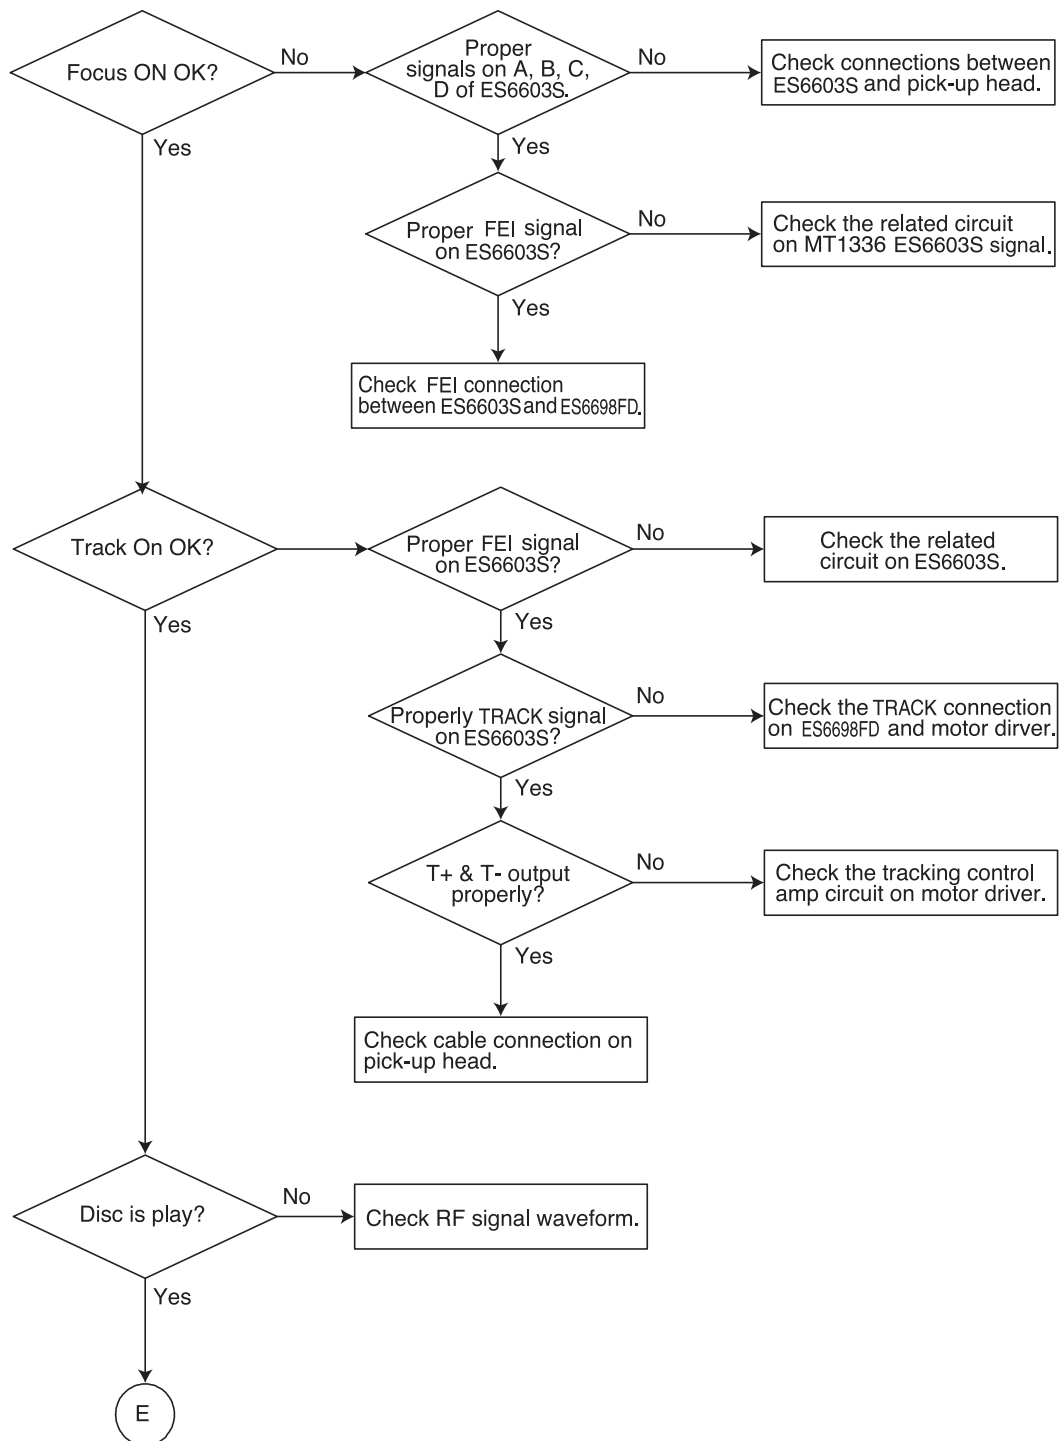 Focus ON OK?
No
Proper
signals on A, B, C,
D of ES6603S.
No
Check connections between
ES6603S and pick-up head.
Yes
Yes
Proper FEI signal
on ES6603S?
No
Check the related circuit
on MT1336 ES6603S signal.
Yes
Check FEI connection
between ES6603S and ES6698FD.
Track On OK?
Proper FEI signal
on ES6603S?
No
Check the related
circuit on ES6603S.
Yes
Yes
Properly TRACK signal
on ES6603S?
No
Check the TRACK connection
on ES6698FD and motor dirver.
Yes
T+ & T- output
properly?
No
Check the tracking control
amp circuit on motor driver.
Yes
Check cable connection on
pick-up head.
Disc is play?
No
Check RF signal waveform.
Yes
E